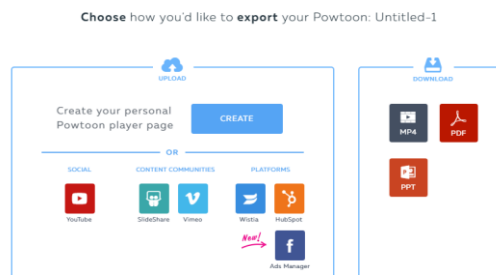 Choose how you'd like to export your Powtoon: Untitled-1
UPLOAD
Create your personal
Powtoon player page
CREATE
OR
SOCIAL
CONTENT COMMUNITIES
PLATFORMS
YouTube
SlideShare
Vimeo
Wistia
HubSpot
New!
f
Ads Manager
DOWNLOAD
MP4
PDF
PPT